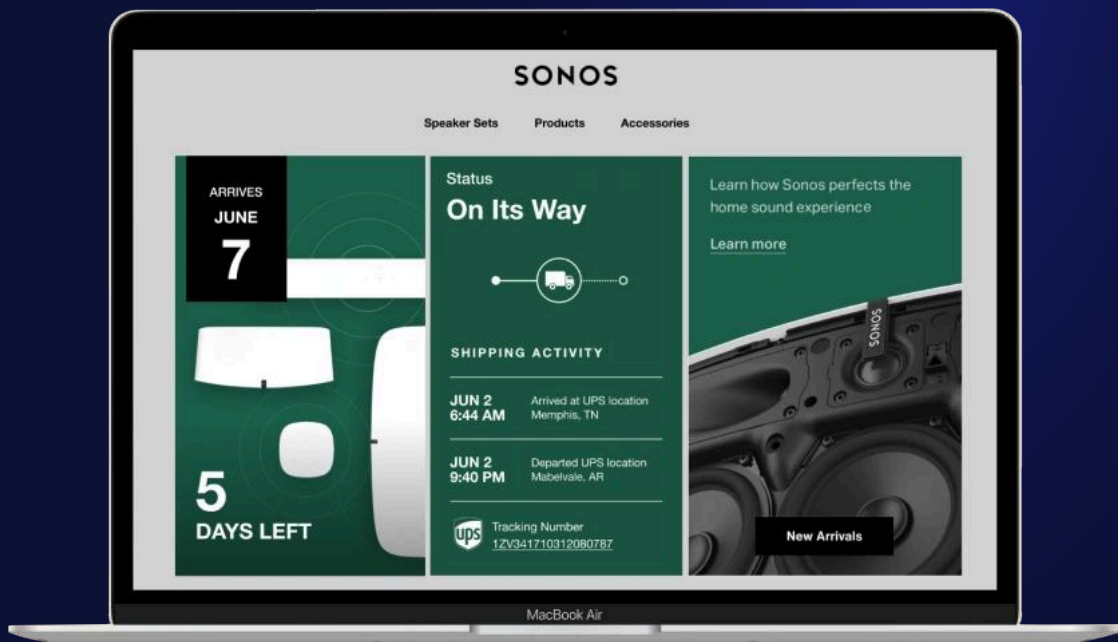 SONOS
Speaker Sets Products Accessories
ARRIVES
JUNE
7
5
DAYS LEFT
Status
On Its Way
SHIPPING ACTIVITY
JUN 2
6:44 AM
Arrived at UPS location
Memphis, TN
JUN 2
9:40 PM
Departed UPS location
Mabelvale, AR
ups
Tracking Number
1ZV341710312080787
Learn how Sonos perfects the
home sound experience
Learn more
SONOS
New Arrivals
MacBook Air